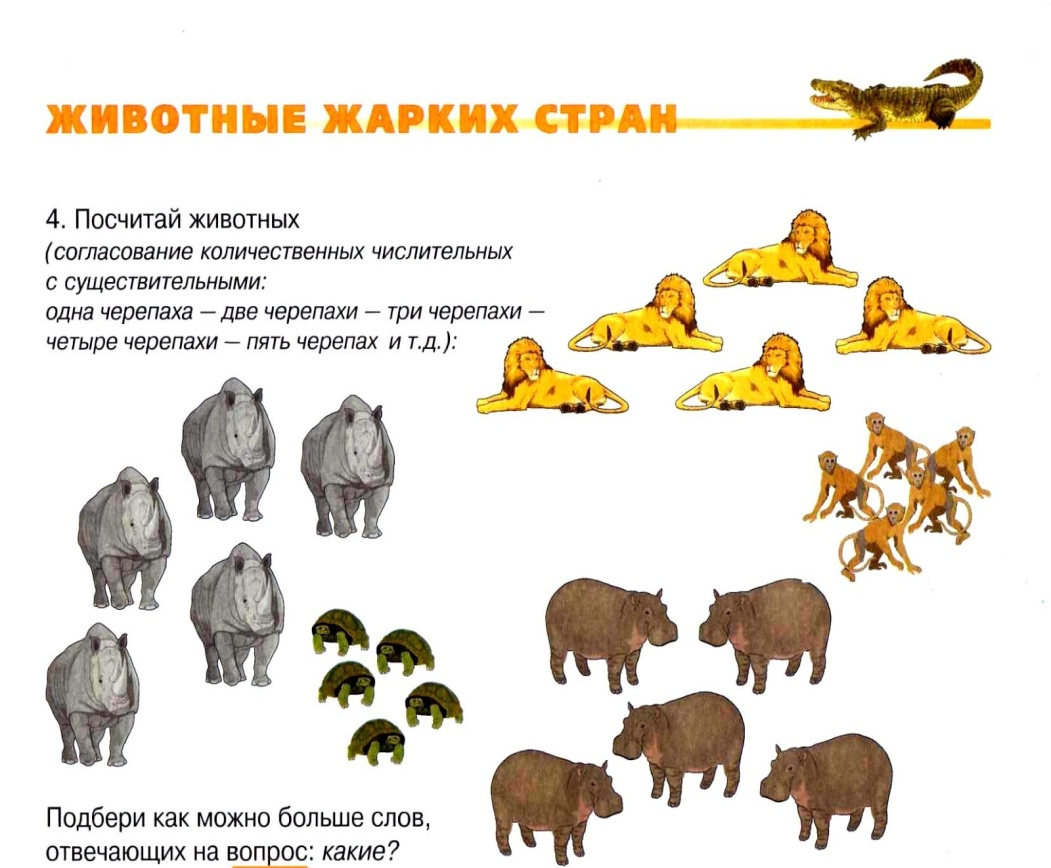 ЖИВОТНЫЕ ЖАРКИХ СТРАН
4. Посчитай животных
(согласование количественных числительных
с существительными:
одна черепаха — две черепахи — три черепахи —
четыре черепахи — пять черепах и т.д.):
Подбери как можно больше слов,
отвечающих на вопрос: какие?